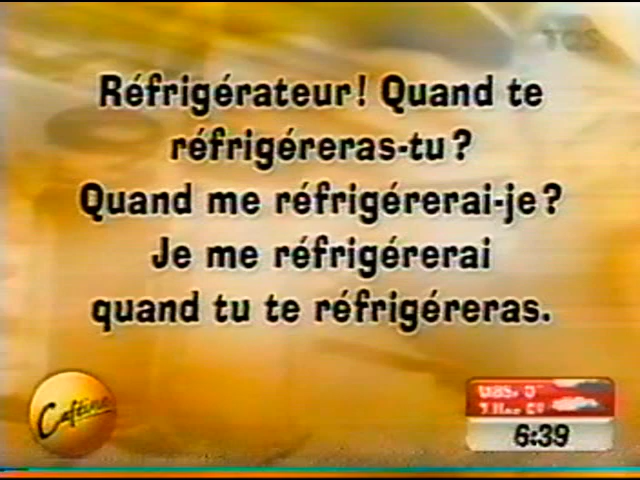 TQS
Réfrigérateur! Quand te
réfrigéreras-tu?
Quand me réfrigérerai-je?
Je me réfrigérerai
quand tu te réfrigéreras.
Caféine
6:39